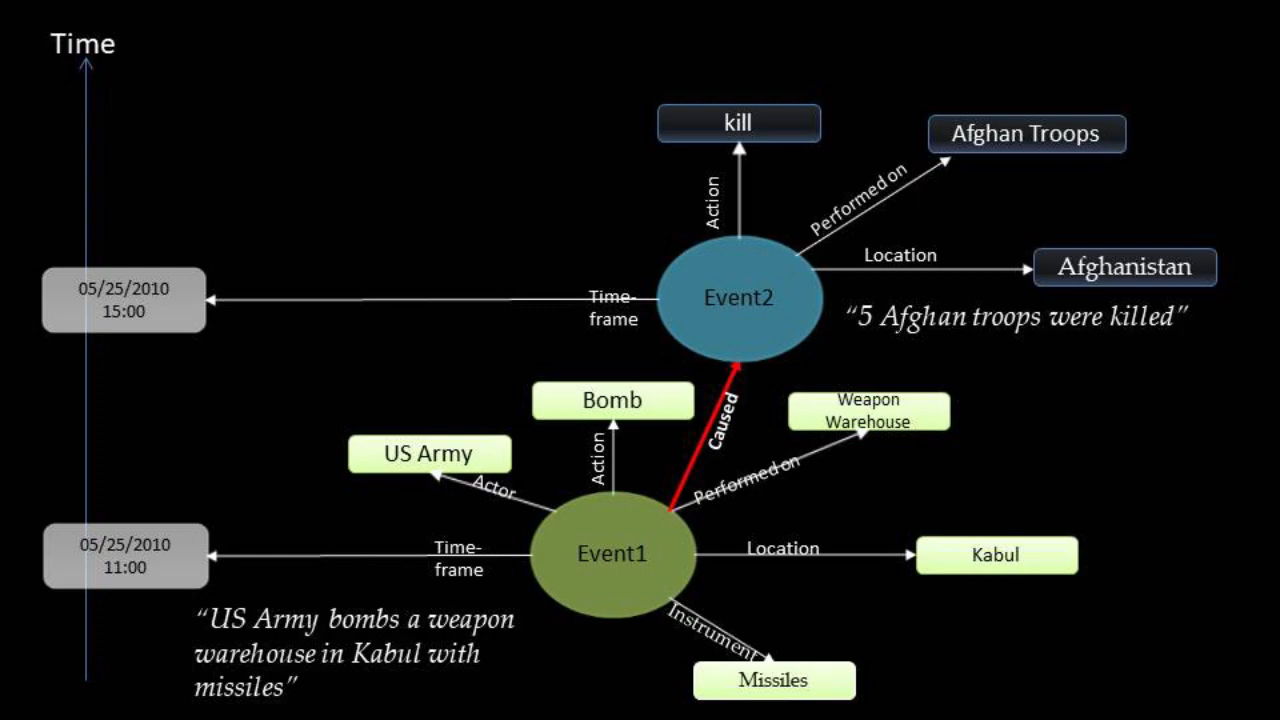 Time
kill
Afghan Troops
Action
Performed on
Location
Afghanistan
05/25/2010
15:00
Time-
frame
Event2
“5 Afghan troops were killed”
Bomb
Caused
Weapon
Warehouse
US Army
Action
Actor
Performed on
05/25/2010
11:00
Time-
frame
Event1
Location
Kabul
“US Army bombs a weapon
warehouse in Kabul with
missiles”
Instrument
Missiles